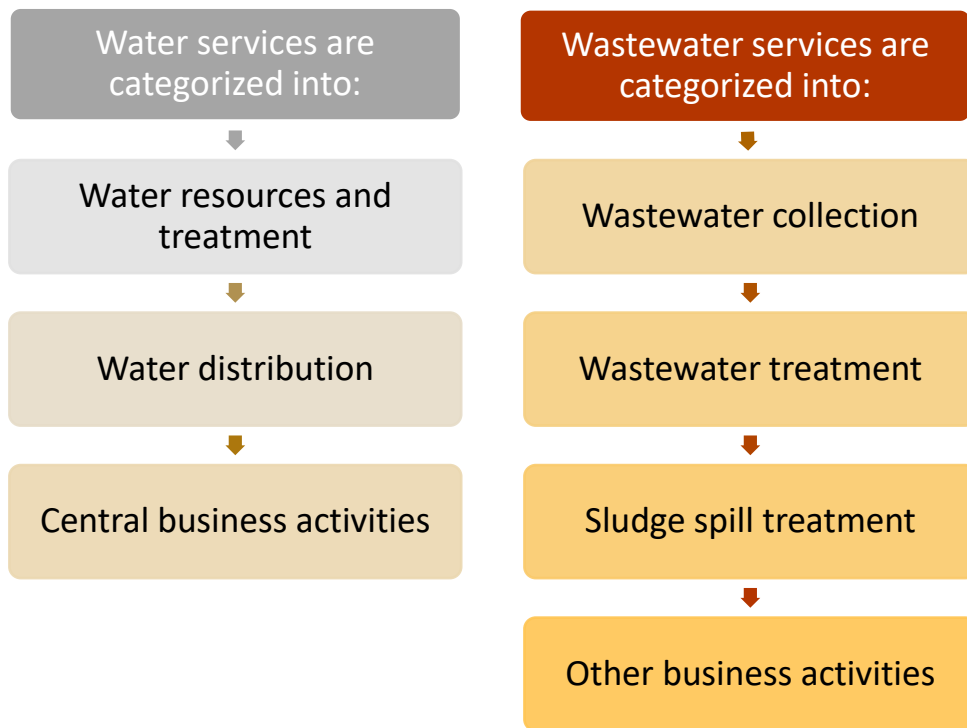 Water services are
categorized into:
Water resources and
treatment
Water distribution
Central business activities
Wastewater services are
categorized into:
Wastewater collection
Wastewater treatment
Sludge spill treatment
Other business activities